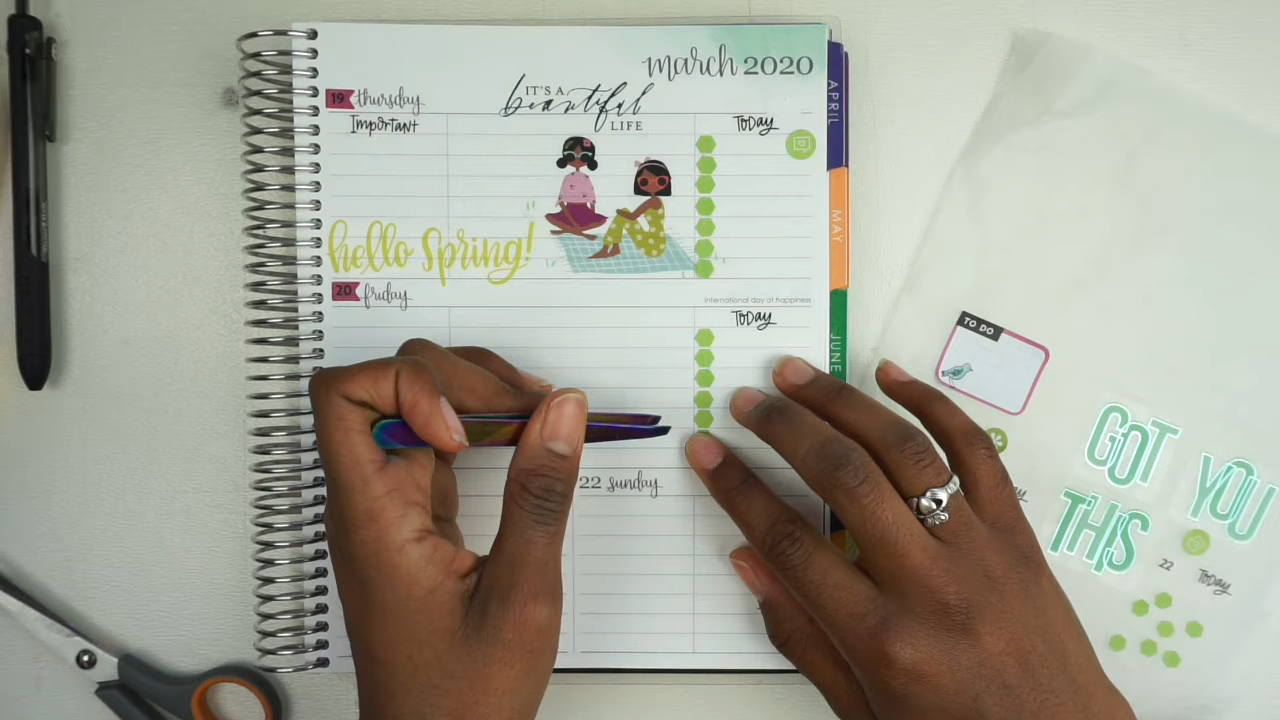 march 2020
19 thursday
IT'S A
beautiful
LIFE
Important
TODAY
hello Spring!
20 friday
international day of happiness
TODAY
22 sunday
APRIL
MAY
JUNE
TO DO
GOT YOU
THIS
22
TODAY